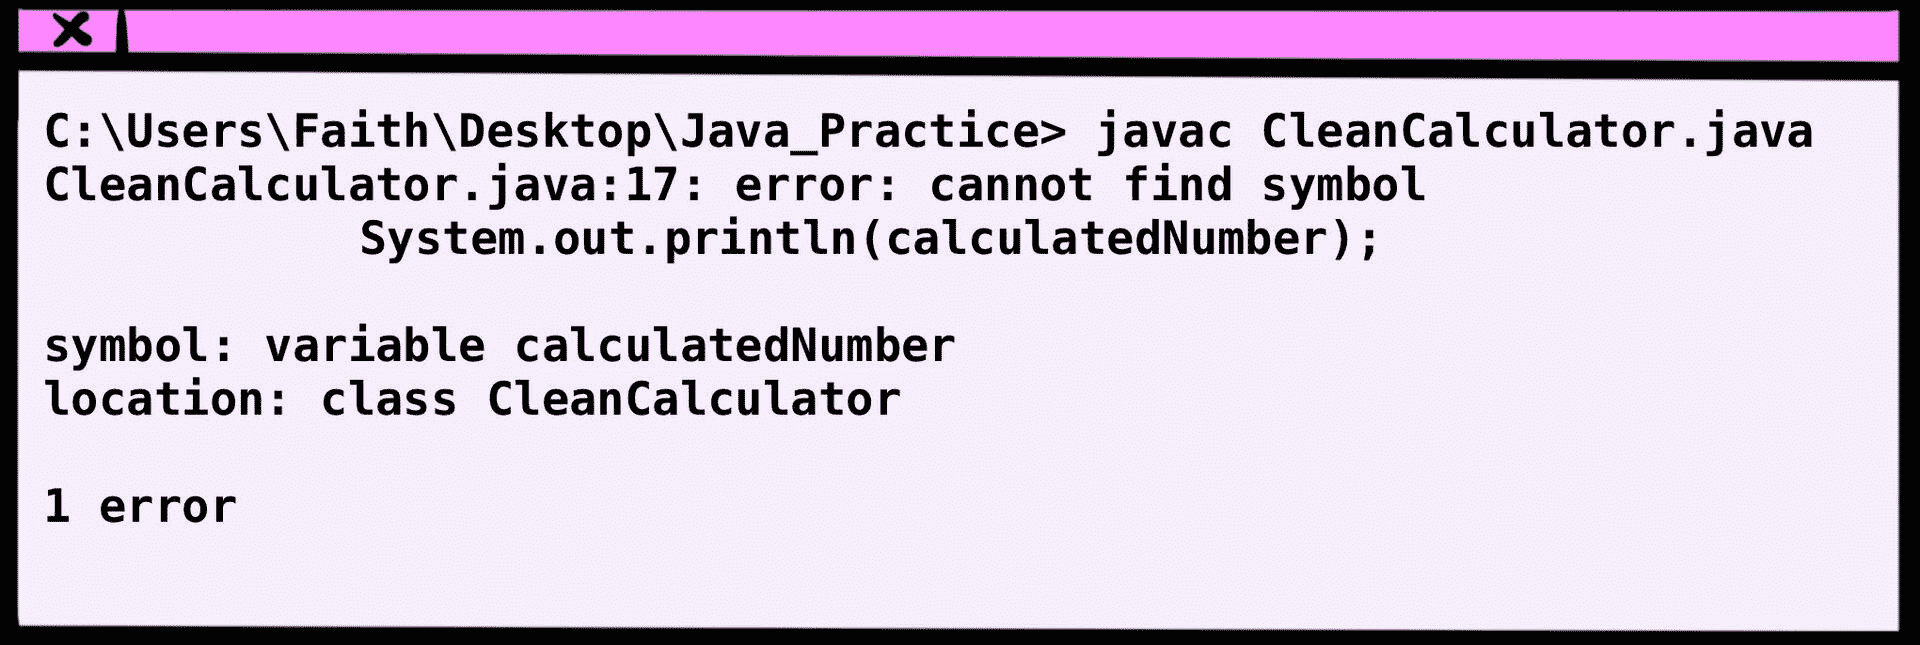 C:\Users\Faith\Desktop\Java_Practice> javac CleanCalculator.java
CleanCalculator.java:17: error: cannot find symbol
System.out.println(calculatedNumber);
symbol: variable calculatedNumber
location: class CleanCalculator
1 error